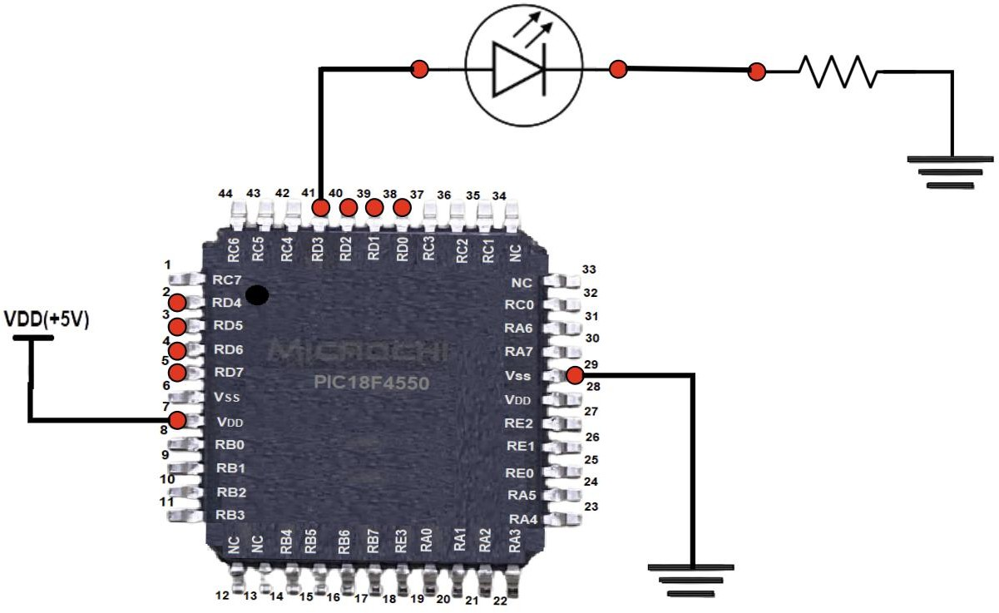 44 43 42 41 40 39 38 37 36 35 34
RC6 RC5 RC4 RD3 RD2 RD1 RD0 RC3 RC2 RC1 NC
1 RC7
2 RD4
3 RD5
4 RD6
5 RD7
6 Vss
7 VDD
8 RB0
9 RB1
10 RB2
11 RB3
VDD(+5V)
MICROCHI
PIC18F4550
NC 33
RC0 32
RA6 31
RA7 30
Vss 29
VDD 28
RE2 27
RE1 26
RE0 25
RA5 24
RA4 23
NC NC RB4 RB5 RB6 RB7 RE3 RA0 RA1 RA2 RA3
12 13 14 15 16 17 18 19 20 21 22